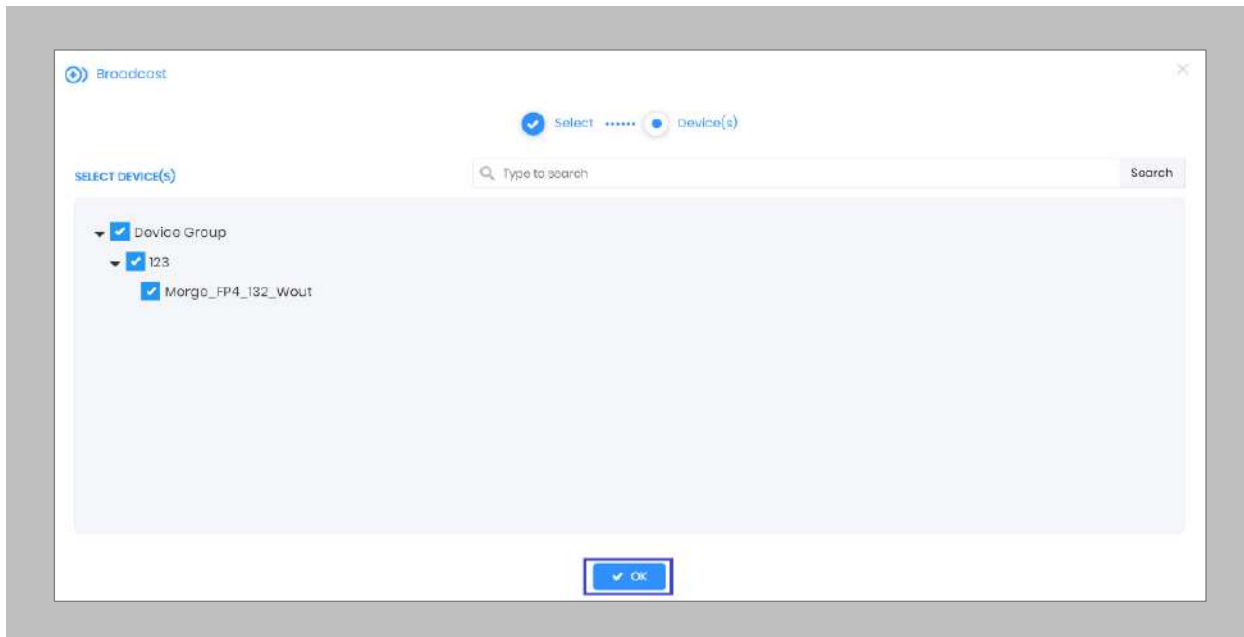 Broadcast
Select Device(s)
SELECT DEVICE(S)
Type to search
Search
Device Group
123
Morgo_FP4_132_Wout
OK